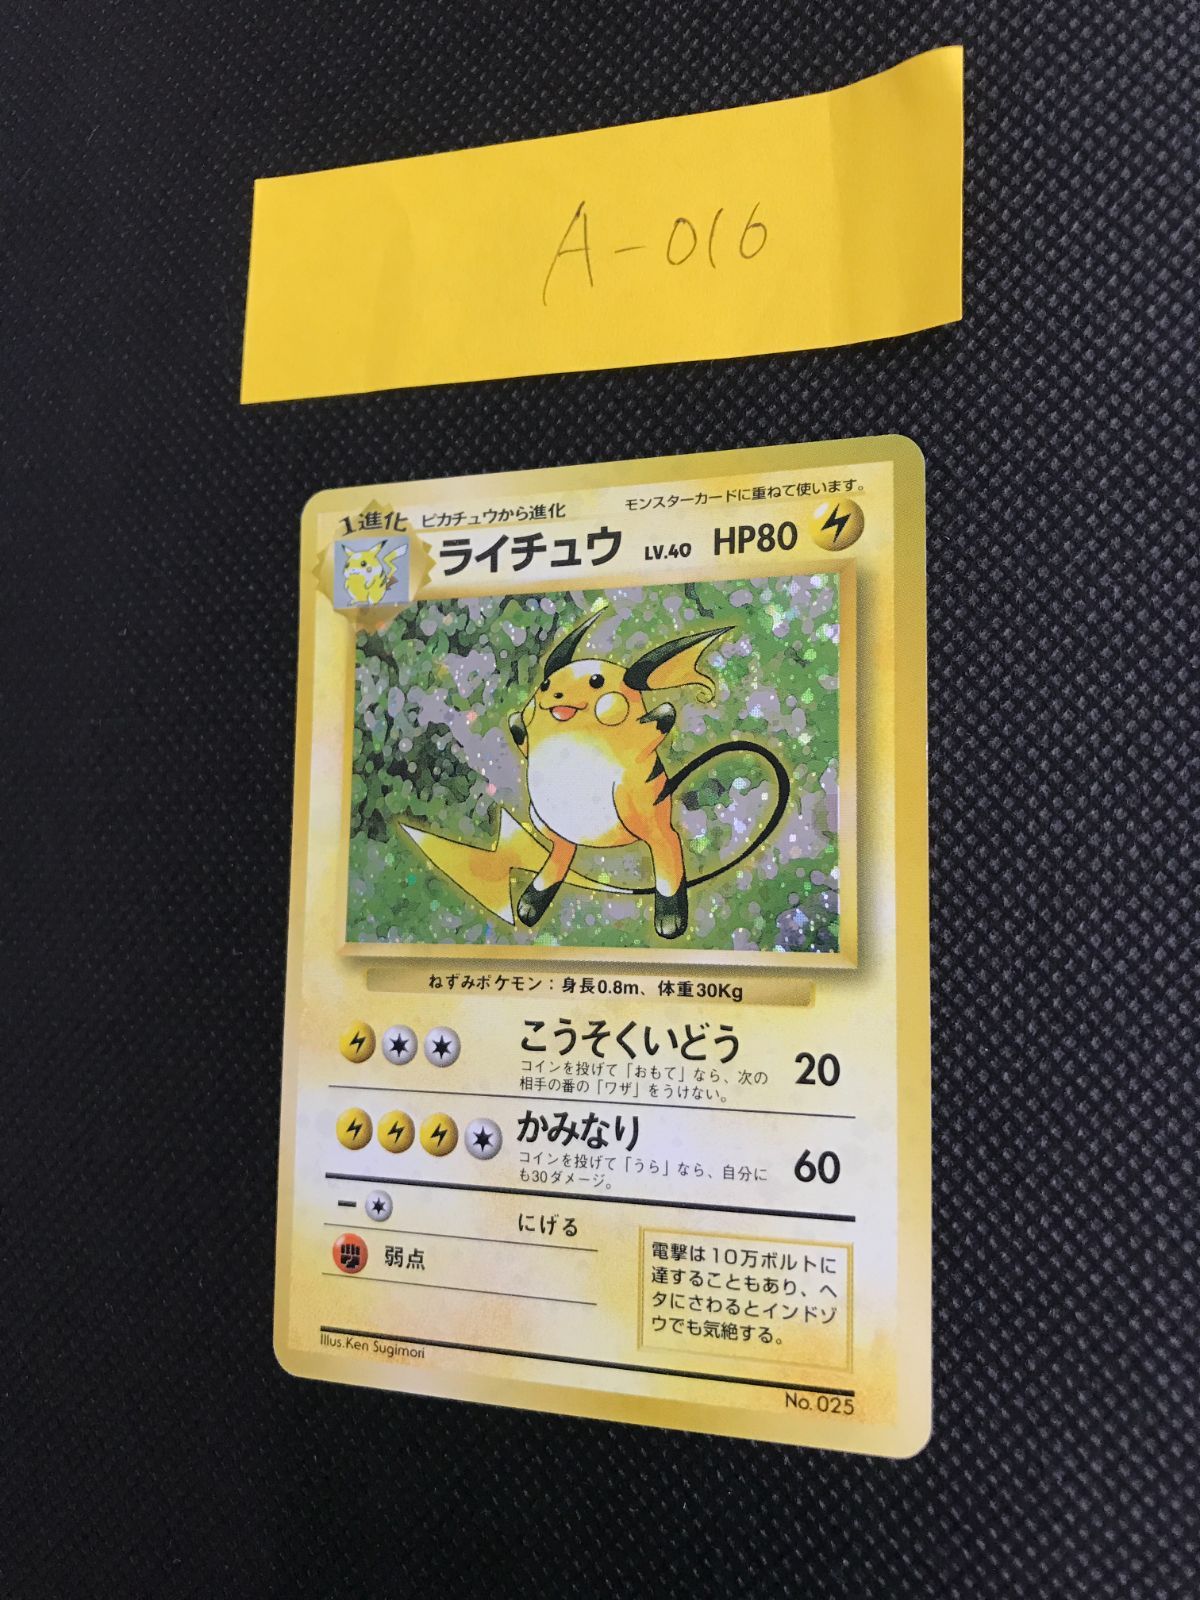 A-016
1進化 ピカチュウから進化
モンスターカードに重ねて使います。
ライチュウ LV.40 HP80
ねずみポケモン：身長0.8m、体重30Kg
こうそくいどう 20
コインを投げて「おもて」なら、次の
相手の番の「ワザ」をうけない。
かみなり 60
コインを投げて「うら」なら、自分に
も30ダメージ。
にげる
弱点
電撃は10万ボルトに
達することもあり、ヘ
タにさわるとインドゾ
ウでも気絶する。
Illus.Ken Sugimori
No.025